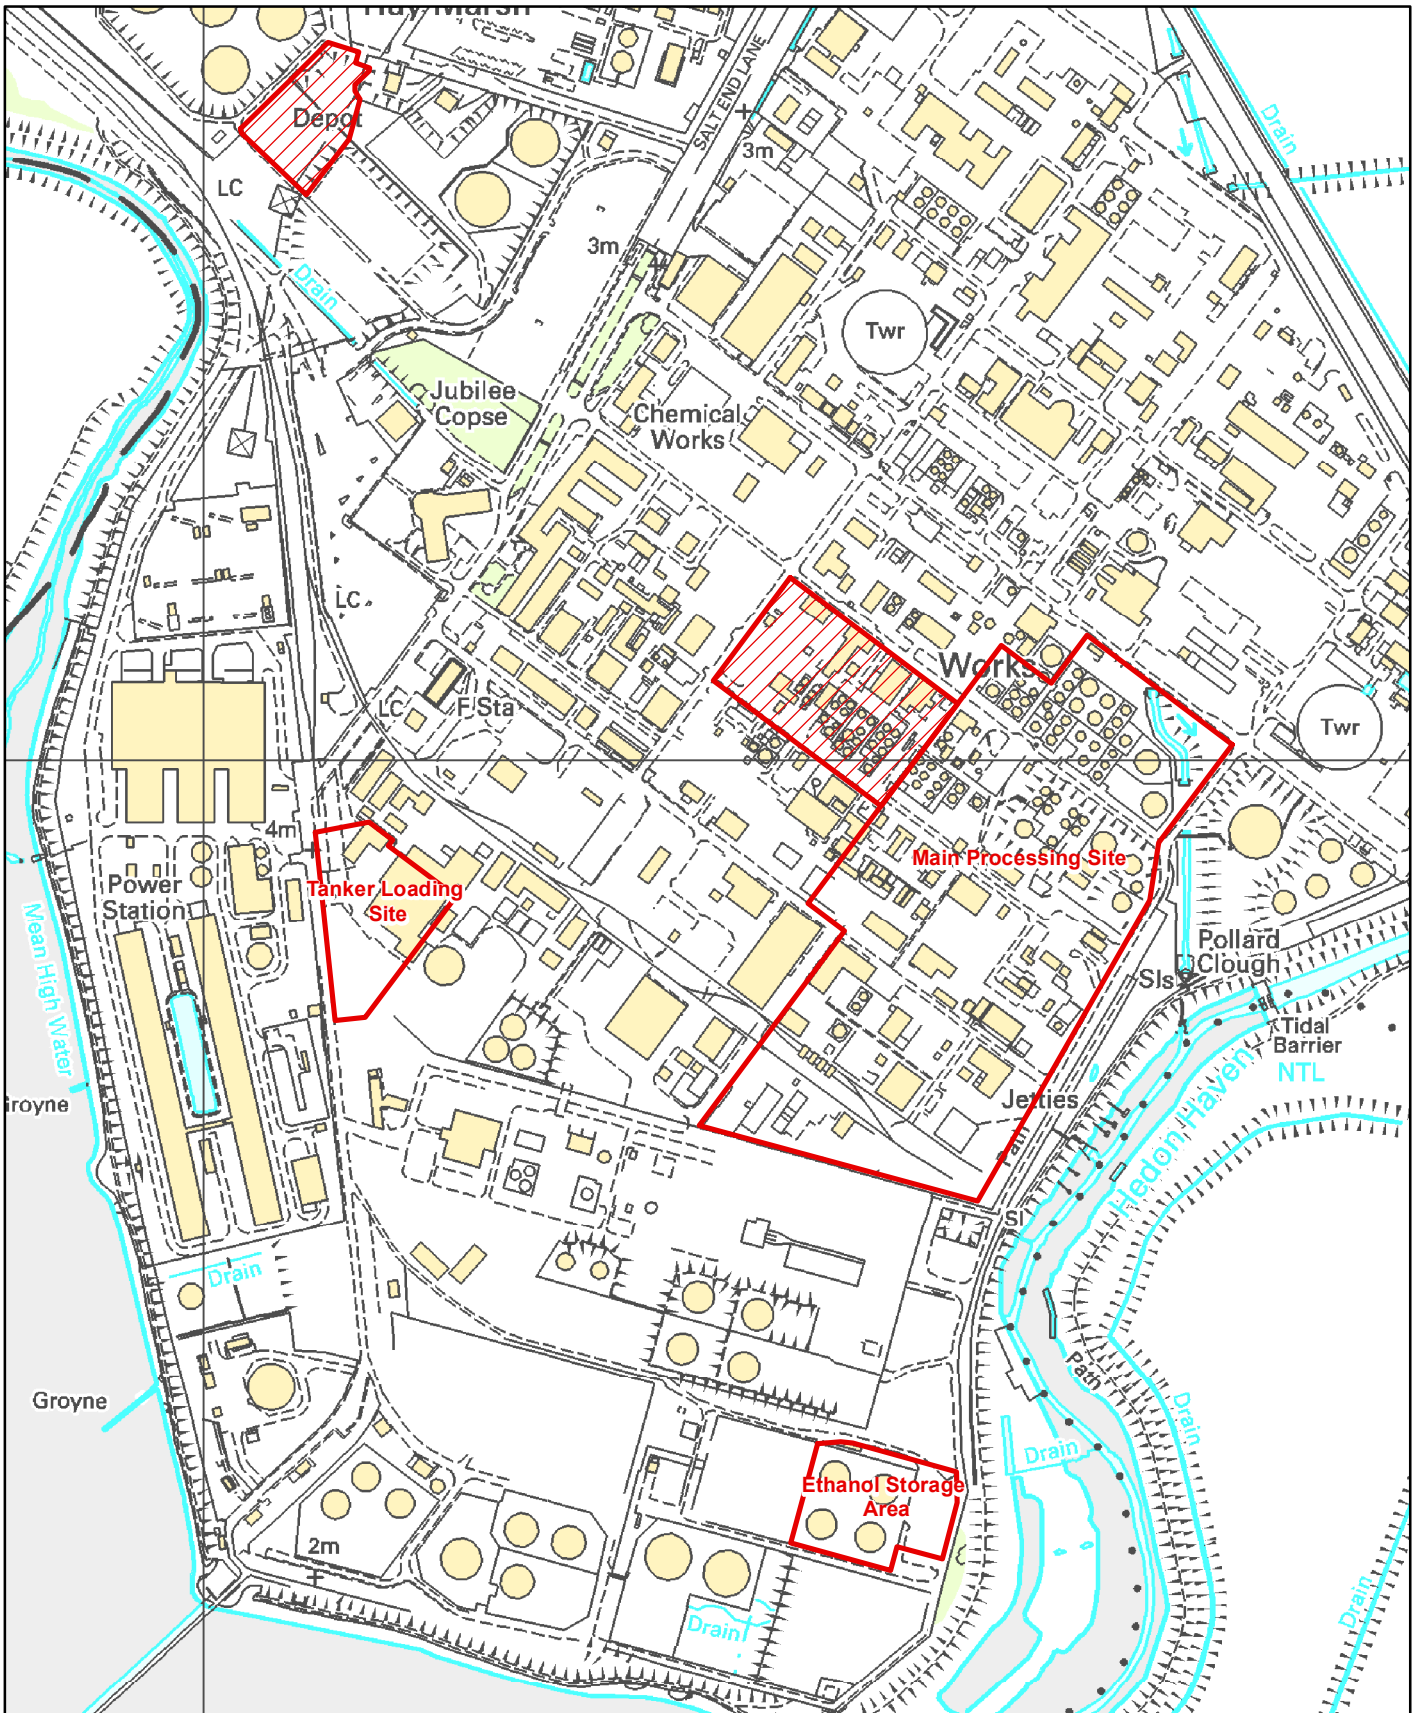 Hay Marsh
Depot
SALT END LANE
3m
Drain
LC
3m
Drain
Twr
Jubilee
Copse
Chemical
Works
LC
Works
LC
F Sta
Twr
4m
Main Processing Site
Tanker Loading
Site
Power
Station
Mean High Water
Pollard
Clough
Sls
Tidal
Barrier
NTL
Groyne
Jetties
Hedon Haven
Sl
Drain
Path
Groyne
Drain
Drain
Ethanol Storage
Area
2m
Drain
Drain